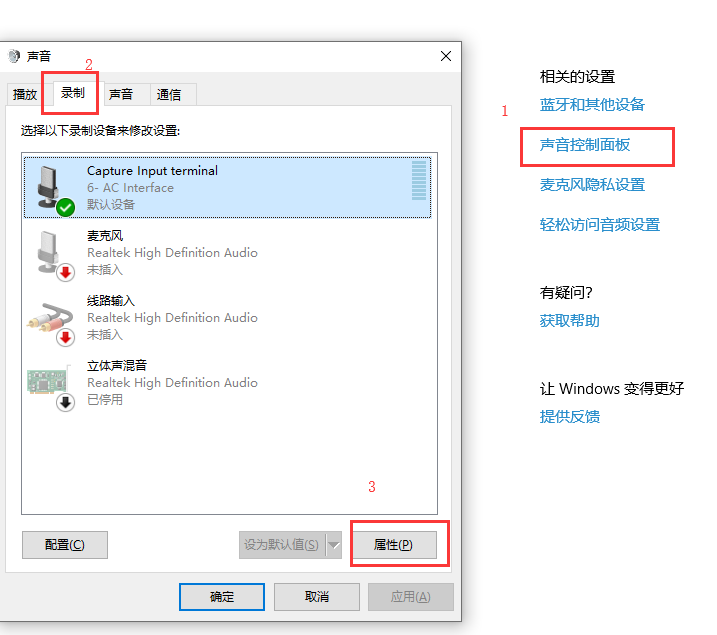 声音
2
播放
录制
声音
通信
选择以下录制设备来修改设置:
Capture Input terminal
6- AC Interface
默认设备
麦克风
Realtek High Definition Audio
未插入
线路输入
Realtek High Definition Audio
未插入
立体声混音
Realtek High Definition Audio
已停用
3
配置(C)
设为默认值(S)
属性(P)
确定
取消
应用(A)
相关的设置
1
蓝牙和其他设备
声音控制面板
麦克风隐私设置
轻松访问音频设置
有疑问?
获取帮助
让 Windows 变得更好
提供反馈